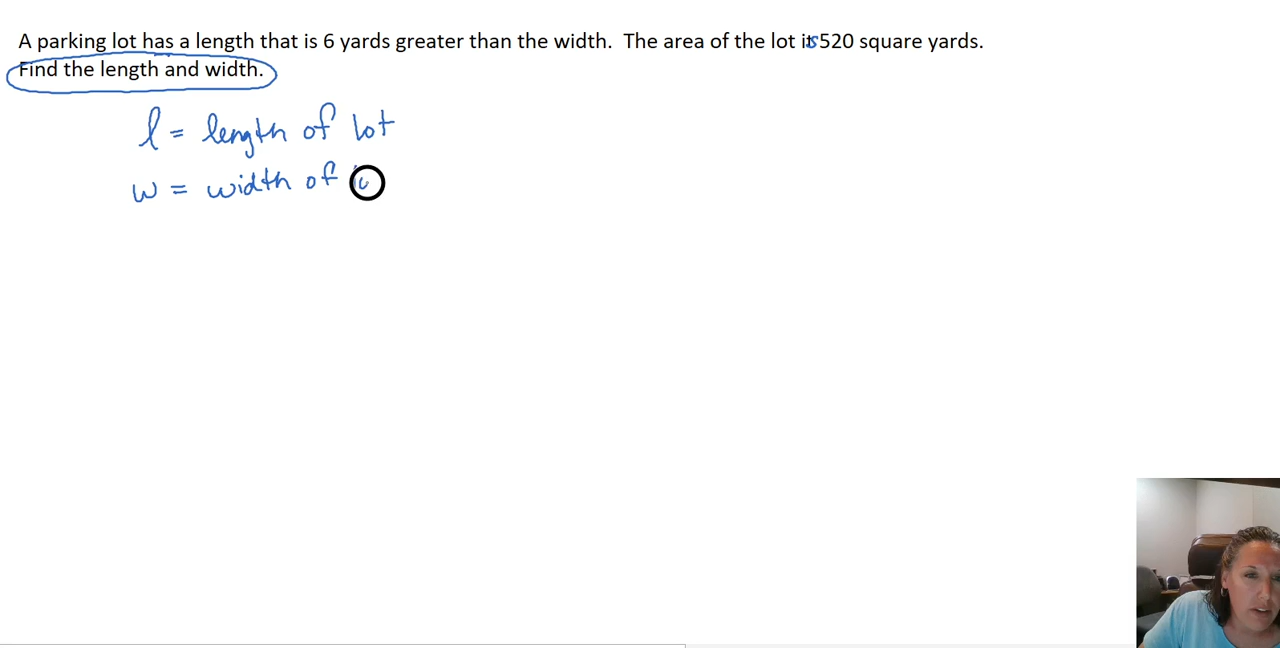 A parking lot has a length that is 6 yards greater than the width. The area of the lot is 520 square yards.
Find the length and width.
l = length of lot
w = width of